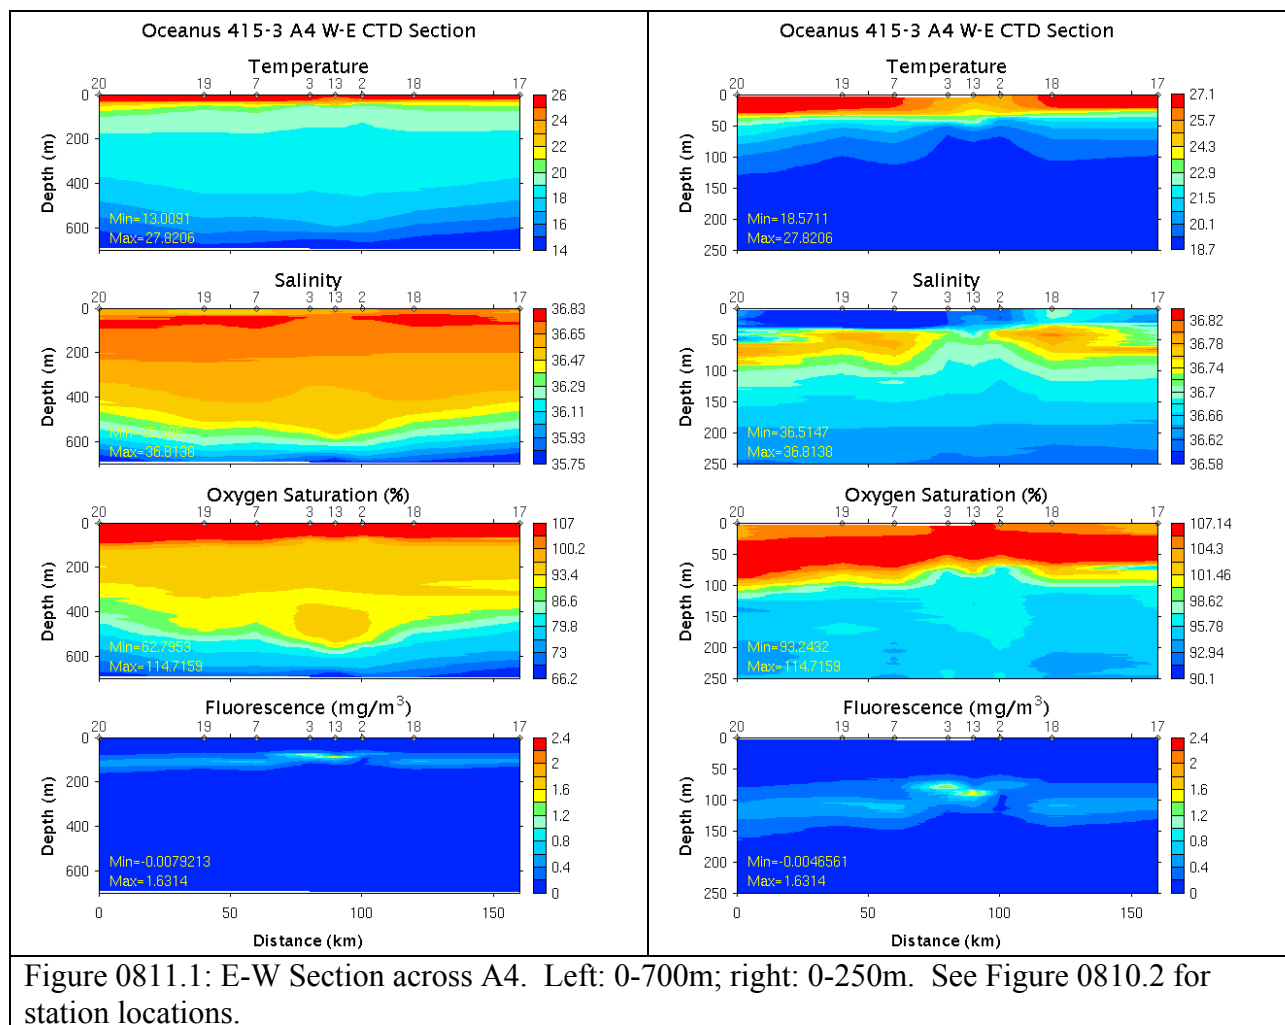 Oceanus 415-3 A4 W-E CTD Section
Temperature
20 19 7 3 13 2 18 17
0
200
400
600
Depth (m)
Min=13.0091
Max=27.8206
26
24
22
20
18
16
14
Salinity
20 19 7 3 13 2 18 17
0
200
400
600
Depth (m)
Max=36.8138
36.83
36.65
36.47
36.29
36.11
35.93
35.75
Oxygen Saturation (%)
20 19 7 3 13 2 18 17
0
200
400
600
Depth (m)
Min=62.7953
Max=114.7159
107
100.2
93.4
86.6
79.8
73
66.2
Fluorescence (mg/m³)
20 19 7 3 13 2 18 17
0
200
400
600
Depth (m)
Min=-0.0079213
Max=1.6314
2.4
2
1.6
1.2
0.8
0.4
0
0 50 100 150
Distance (km)
Oceanus 415-3 A4 W-E CTD Section
Temperature
20 19 7 3 13 2 18 17
0
50
100
150
200
250
Depth (m)
Min=18.5711
Max=27.8206
27.1
25.7
24.3
22.9
21.5
20.1
18.7
Salinity
20 19 7 3 13 2 18 17
0
50
100
150
200
250
Depth (m)
Min=36.5147
Max=36.8138
36.82
36.78
36.74
36.7
36.66
36.62
36.58
Oxygen Saturation (%)
20 19 7 3 13 2 18 17
0
50
100
150
200
250
Depth (m)
Min=93.2432
Max=114.7159
107.14
104.3
101.46
98.62
95.78
92.94
90.1
Fluorescence (mg/m³)
20 19 7 3 13 2 18 17
0
50
100
150
200
250
Depth (m)
Min=-0.0046561
Max=1.6314
2.4
2
1.6
1.2
0.8
0.4
0
0 50 100 150
Distance (km)
Figure 0811.1: E-W Section across A4. Left: 0-700m; right: 0-250m. See Figure 0810.2 for
station locations.